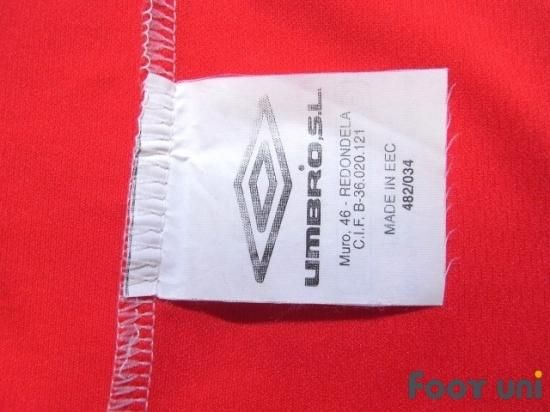 UMBRO,S.L.
Muro, 46 - REDONDELA
C.I.F. B-36.020.121
MADE IN EEC
482/034
Foot uni